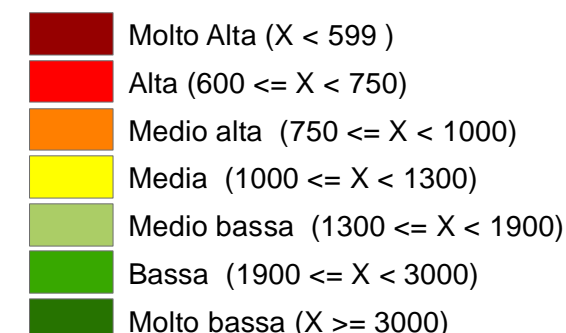 Molto Alta (X < 599 )
Alta (600 <= X < 750)
Medio alta  (750 <= X < 1000)
Media  (1000 <= X < 1300)
Medio bassa  (1300 <= X < 1900)
Bassa  (1900 <= X < 3000)
Molto bassa (X >= 3000)